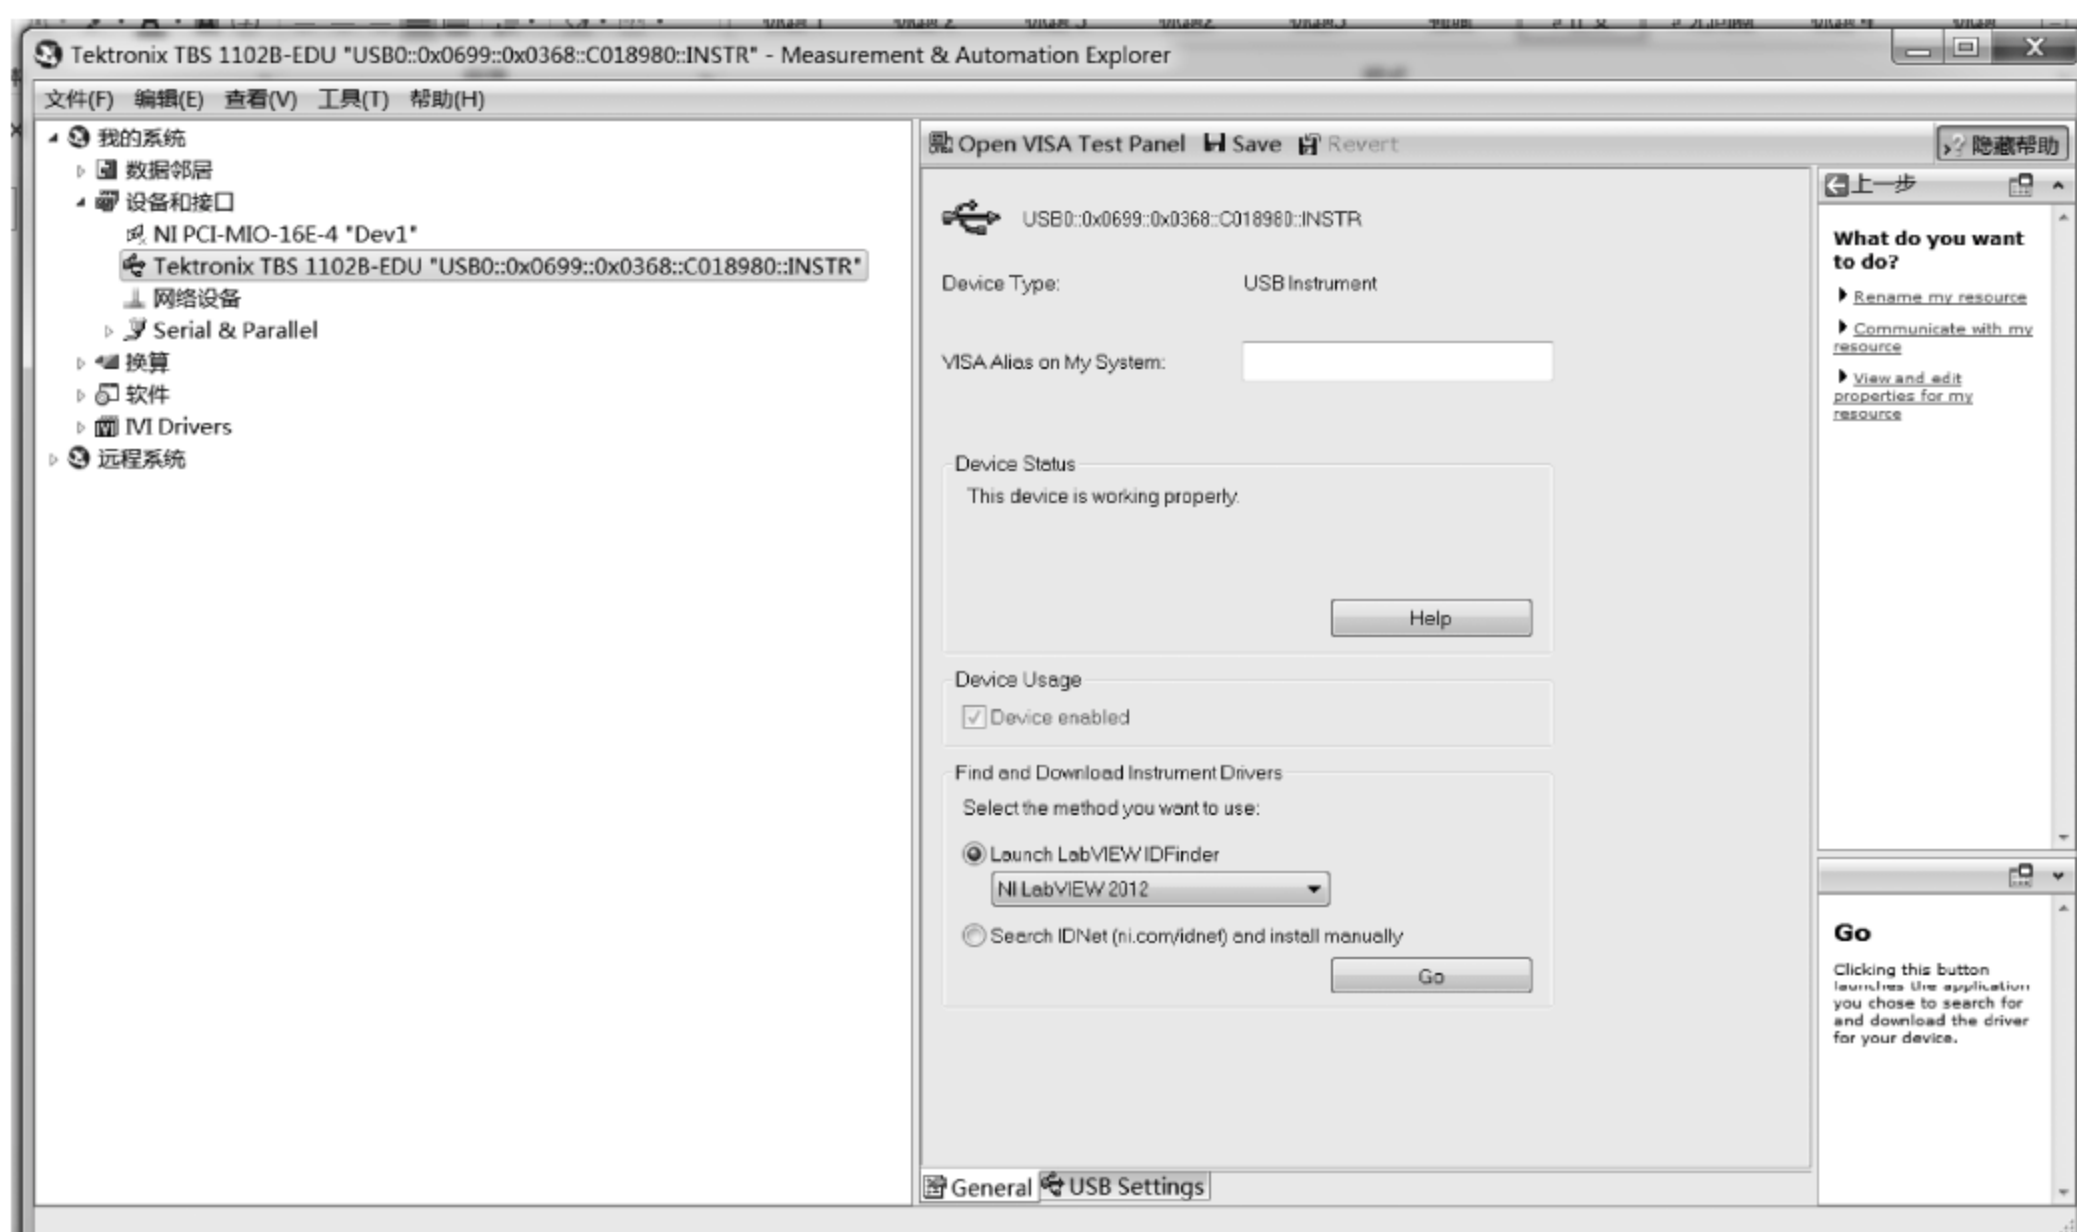 Tektronix TBS 1102B-EDU "USB0::0x0699::0x0368::C018980::INSTR" - Measurement & Automation Explorer
文件(F) 编辑(E) 查看(V) 工具(T) 帮助(H)
我的系统
数据邻居
设备和接口
NI PCI-MIO-16E-4 "Dev1"
Tektronix TBS 1102B-EDU "USB0::0x0699::0x0368::C018980::INSTR"
网络设备
Serial & Parallel
换算
软件
IVI Drivers
远程系统
Open VISA Test Panel Save Revert
隐藏帮助
USB0::0x0699::0x0368::C018980::INSTR
Device Type: USB Instrument
VISA Alias on My System:
Device Status
This device is working properly.
Help
Device Usage
Device enabled
Find and Download Instrument Drivers
Select the method you want to use:
Launch LabVIEW IDFinder
NI LabVIEW 2012
Search IDNet (ni.com/idnet) and install manually
Go
General USB Settings
上一步
What do you want
to do?
Rename my resource
Communicate with my
resource
View and edit
properties for my
resource
Go
Clicking this button
launches the application
you chose to search for
and download the driver
for your device.